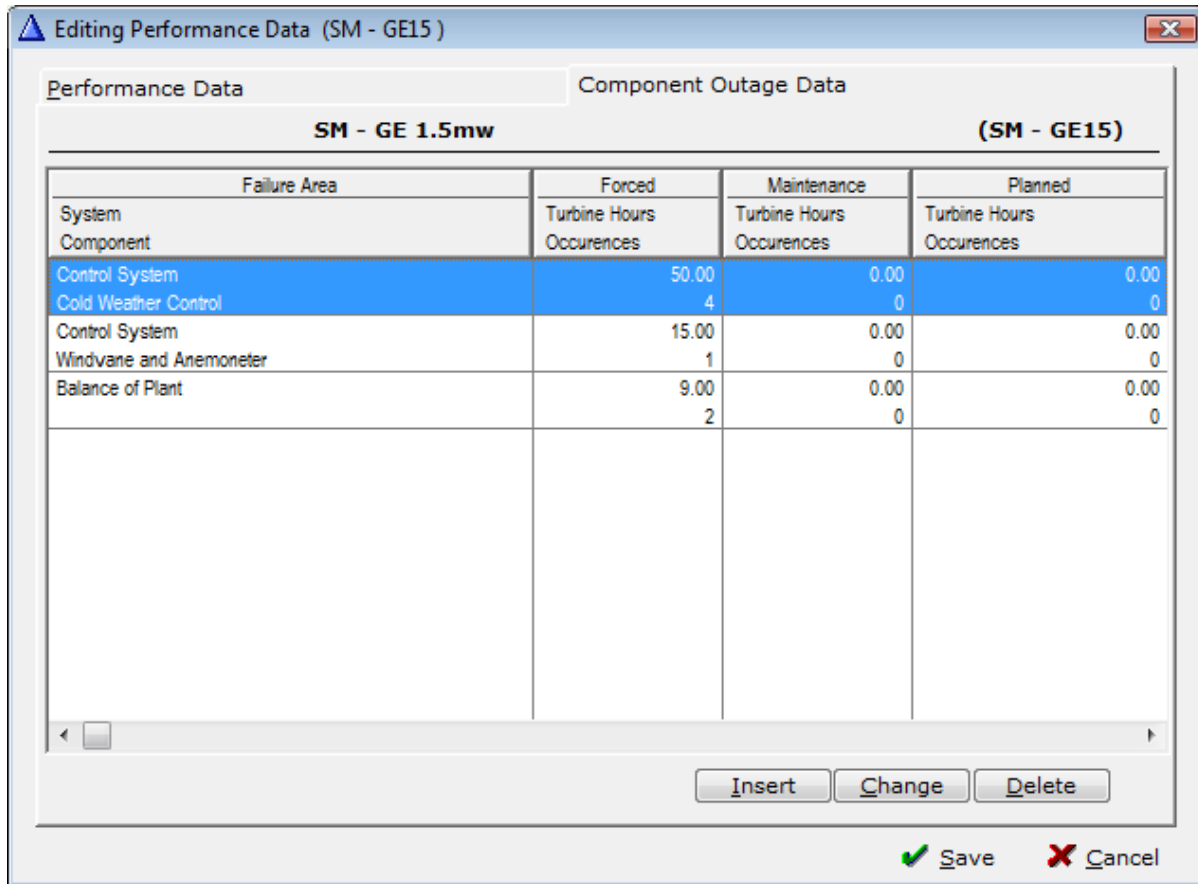 Editing Performance Data (SM - GE15 )
Performance Data Component Outage Data
SM - GE 1.5mw (SM - GE15)
Failure Area Forced Maintenance Planned
System Turbine Hours Turbine Hours Turbine Hours
Component Occurences Occurences Occurences
Control System 50.00 0.00 0.00
Cold Weather Control 4 0 0
Control System 15.00 0.00 0.00
Windvane and Anemometer 1 0 0
Balance of Plant 9.00 0.00 0.00
2 0 0
Insert Change Delete
Save Cancel